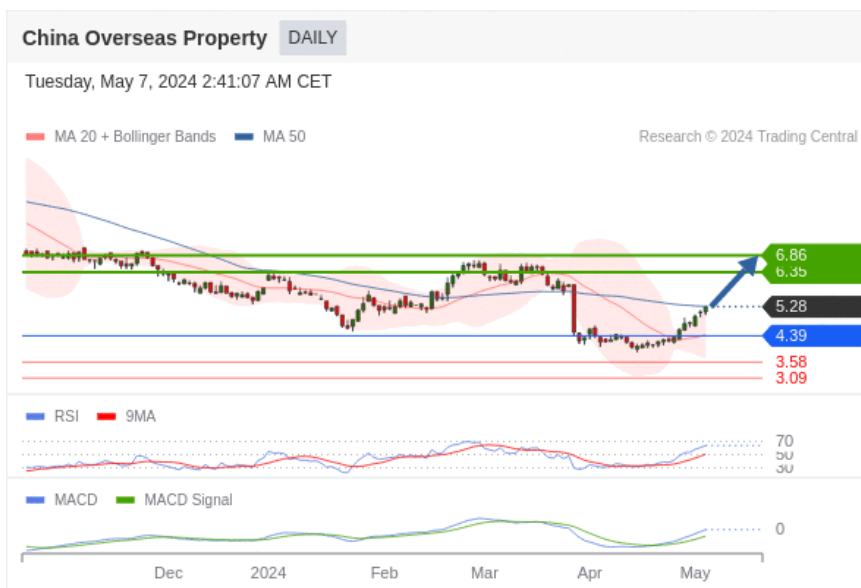 China Overseas Property DAILY
Tuesday, May 7, 2024 2:41:07 AM CET
MA 20 + Bollinger Bands MA 50 Research © 2024 Trading Central
6.86
6.35
5.28
4.39
3.58
3.09
RSI 9MA
70
50
30
MACD MACD Signal
0
Dec 2024 Feb Mar Apr May